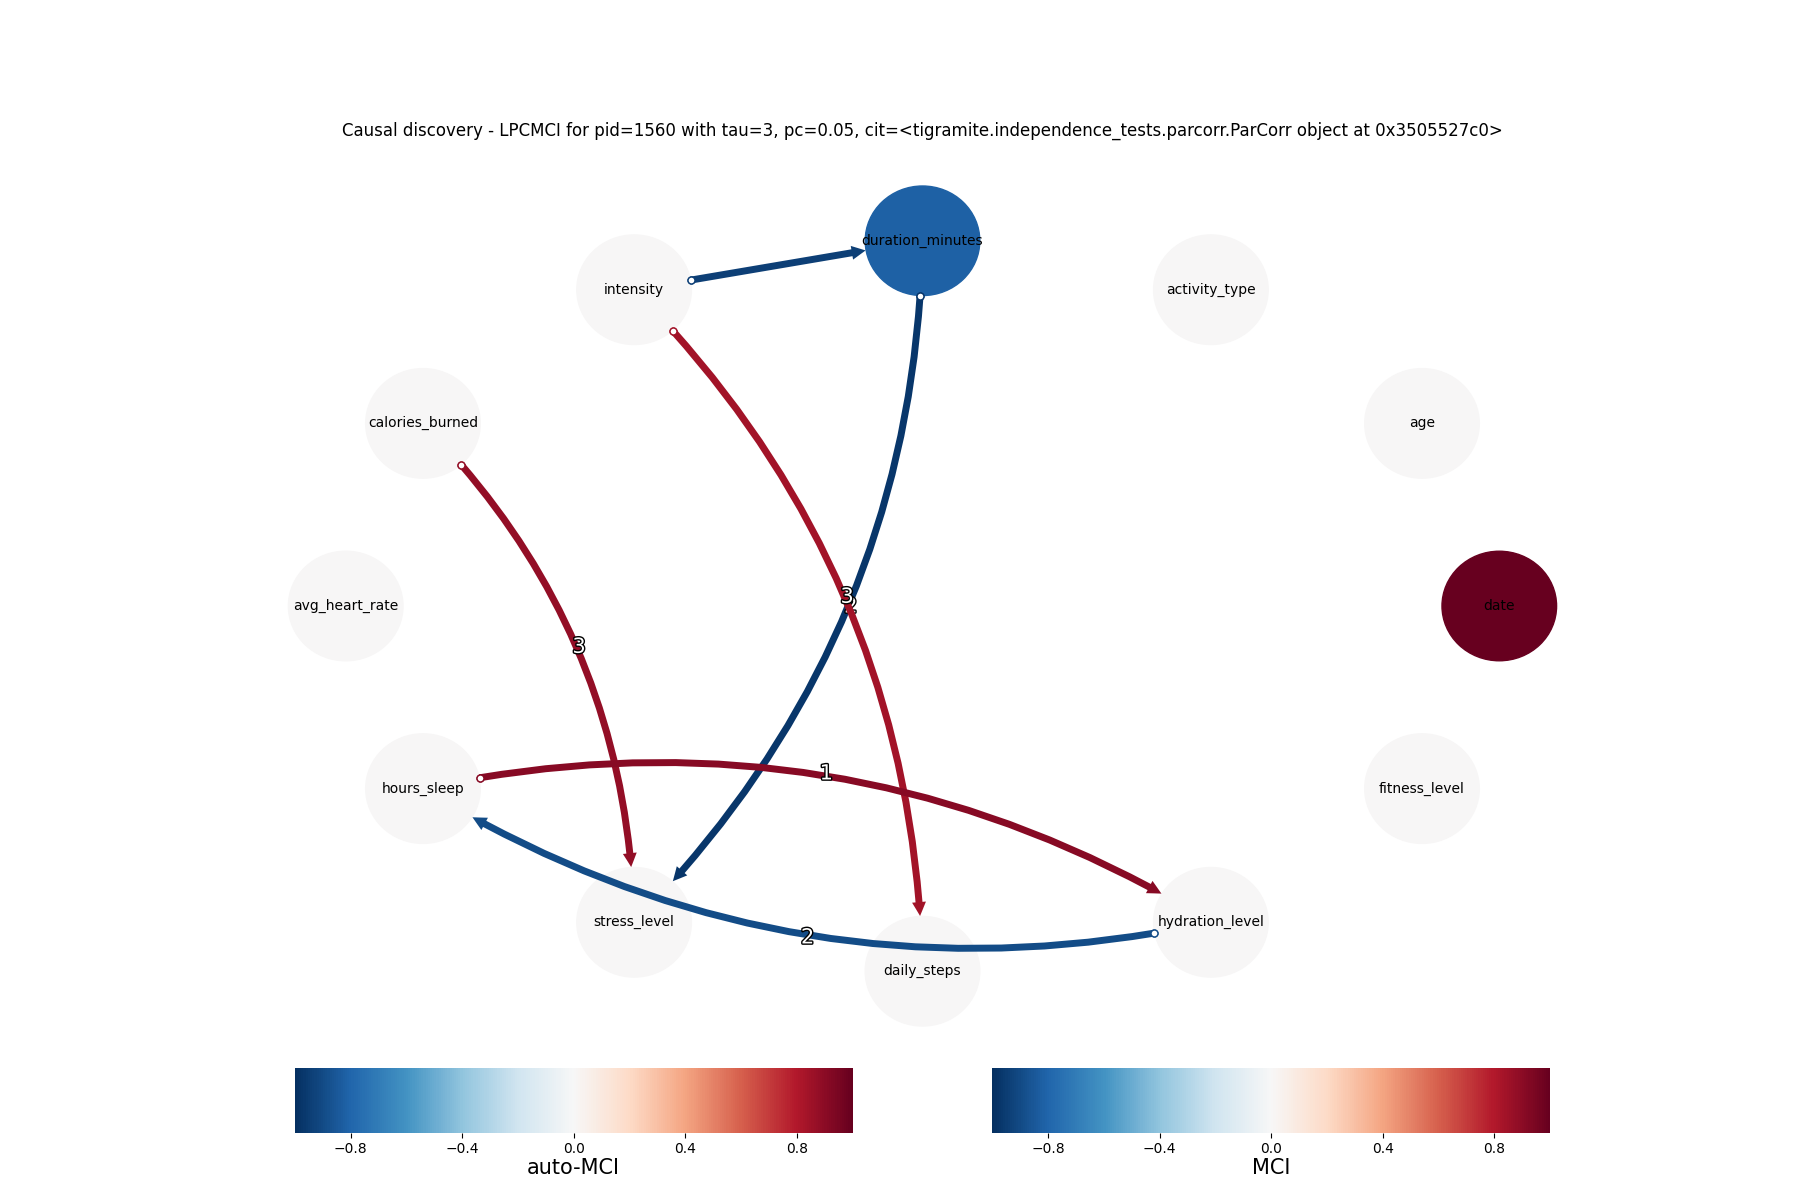 Causal discovery - LPCMCI for pid=1560 with tau=3, pc=0.05, cit=<tigramite.independence_tests.parcorr.ParCorr object at 0x3505527c0>
duration_minutes
intensity
activity_type
calories_burned
age
3
avg_heart_rate
date
3
1
hours_sleep
fitness_level
stress_level
hydration_level
2
daily_steps
−0.8 −0.4 0.0 0.4 0.8
auto-MCI
−0.8 −0.4 0.0 0.4 0.8
MCI